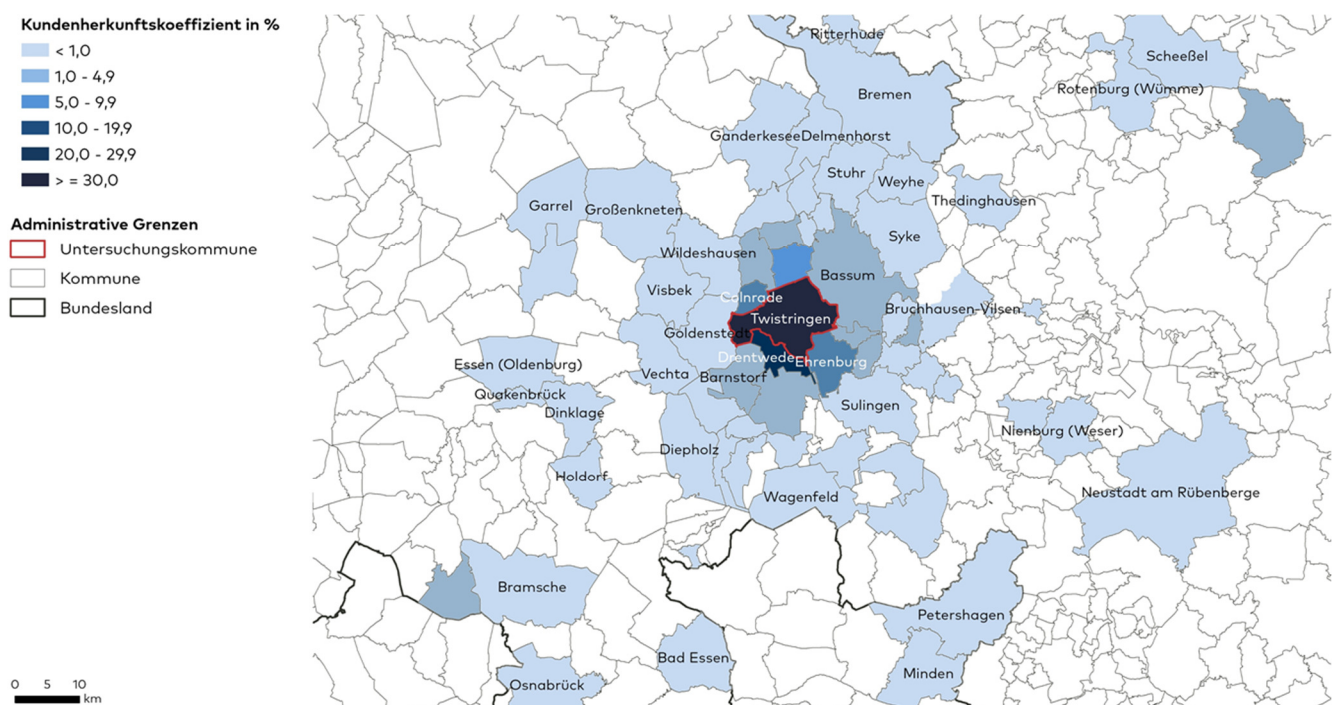 Kundenherkunftskoeffizient in %
< 1,0
1,0 - 4,9
5,0 - 9,9
10,0 - 19,9
20,0 - 29,9
> = 30,0
Administrative Grenzen
Untersuchungskommune
Kommune
Bundesland
0 5 10
km
Ritterhude
Scheeßel
Rotenburg (Wümme)
Bremen
Ganderkesee
Delmenhorst
Stuhr
Weyhe
Thedinghausen
Garrel
Großenkneten
Syke
Wildeshausen
Bassum
Visbek
Colnrade
Bruchhausen-Vilsen
Twistringen
Goldenstedt
Drentwede
Ehrenburg
Essen (Oldenburg)
Vechta
Barnstorf
Quakenbrück
Dinklage
Sulingen
Nienburg (Weser)
Diepholz
Holdorf
Wagenfeld
Neustadt am Rübenberge
Bramsche
Petershagen
Bad Essen
Minden
Osnabrück